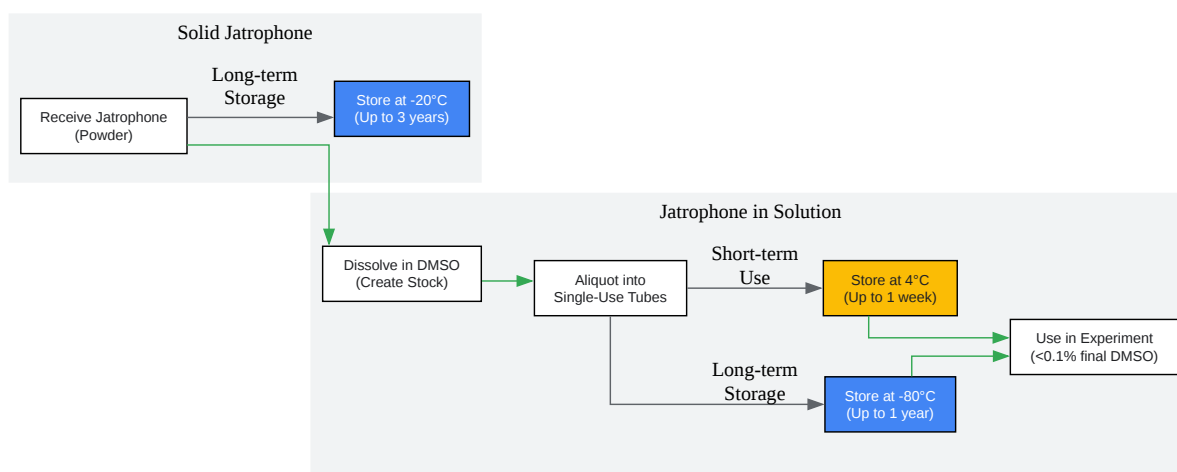 Solid Jatrophone
Long-term
Storage
Receive Jatrophone
(Powder)
Store at -20°C
(Up to 3 years)
Jatrophone in Solution
Dissolve in DMSO
(Create Stock)
Aliquot into
Single-Use Tubes
Short-term
Use
Store at 4°C
(Up to 1 week)
Long-term
Storage
Store at -80°C
(Up to 1 year)
Use in Experiment
(<0.1% final DMSO)